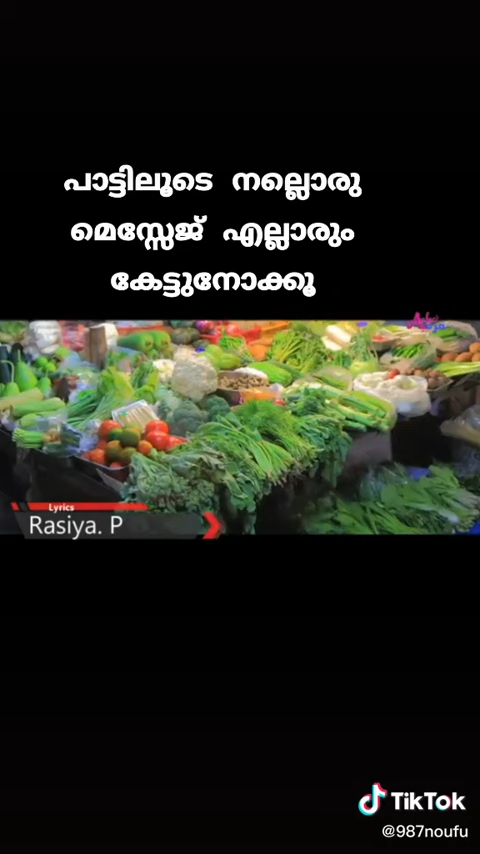 പാട്ടിലൂടെ നല്ലൊരു
മെസ്സേജ് എല്ലാരും
കേട്ടുനോക്കൂ
Lyrics
Rasiya. P
TikTok
@987noufu